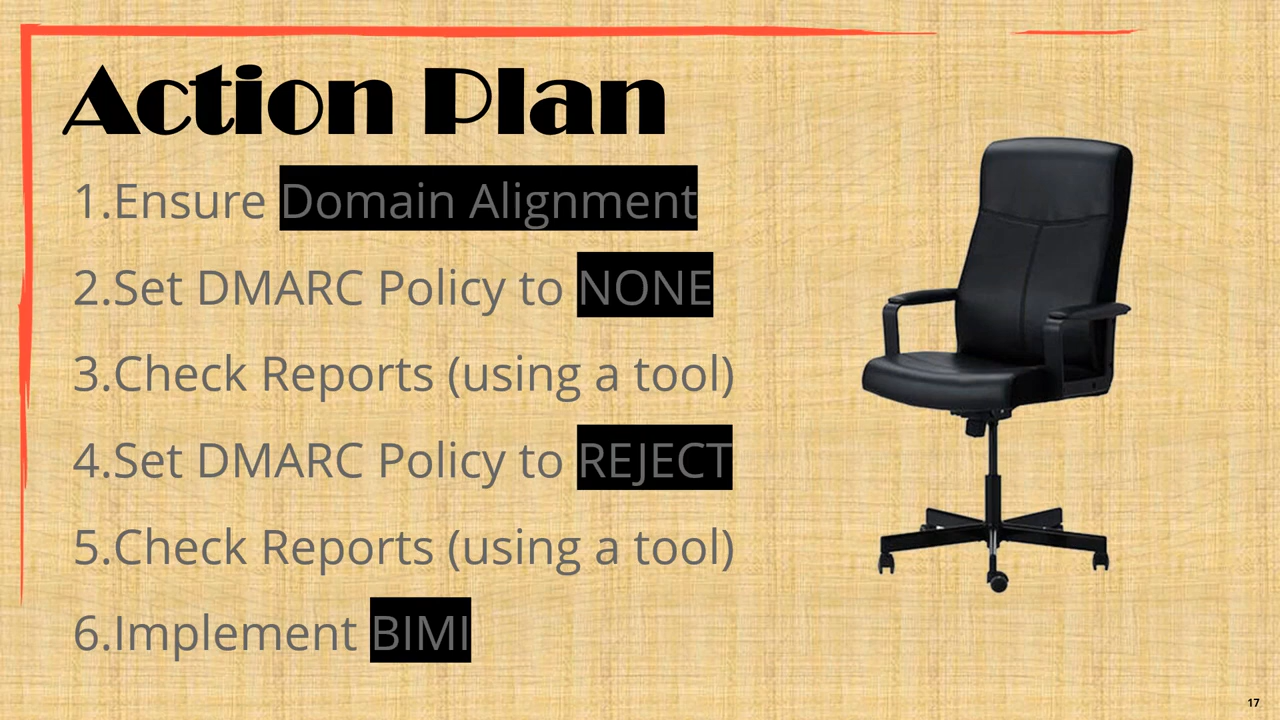 Action Plan
1.Ensure Domain Alignment
2.Set DMARC Policy to NONE
3.Check Reports (using a tool)
4.Set DMARC Policy to REJECT
5.Check Reports (using a tool)
6.Implement BIMI
17